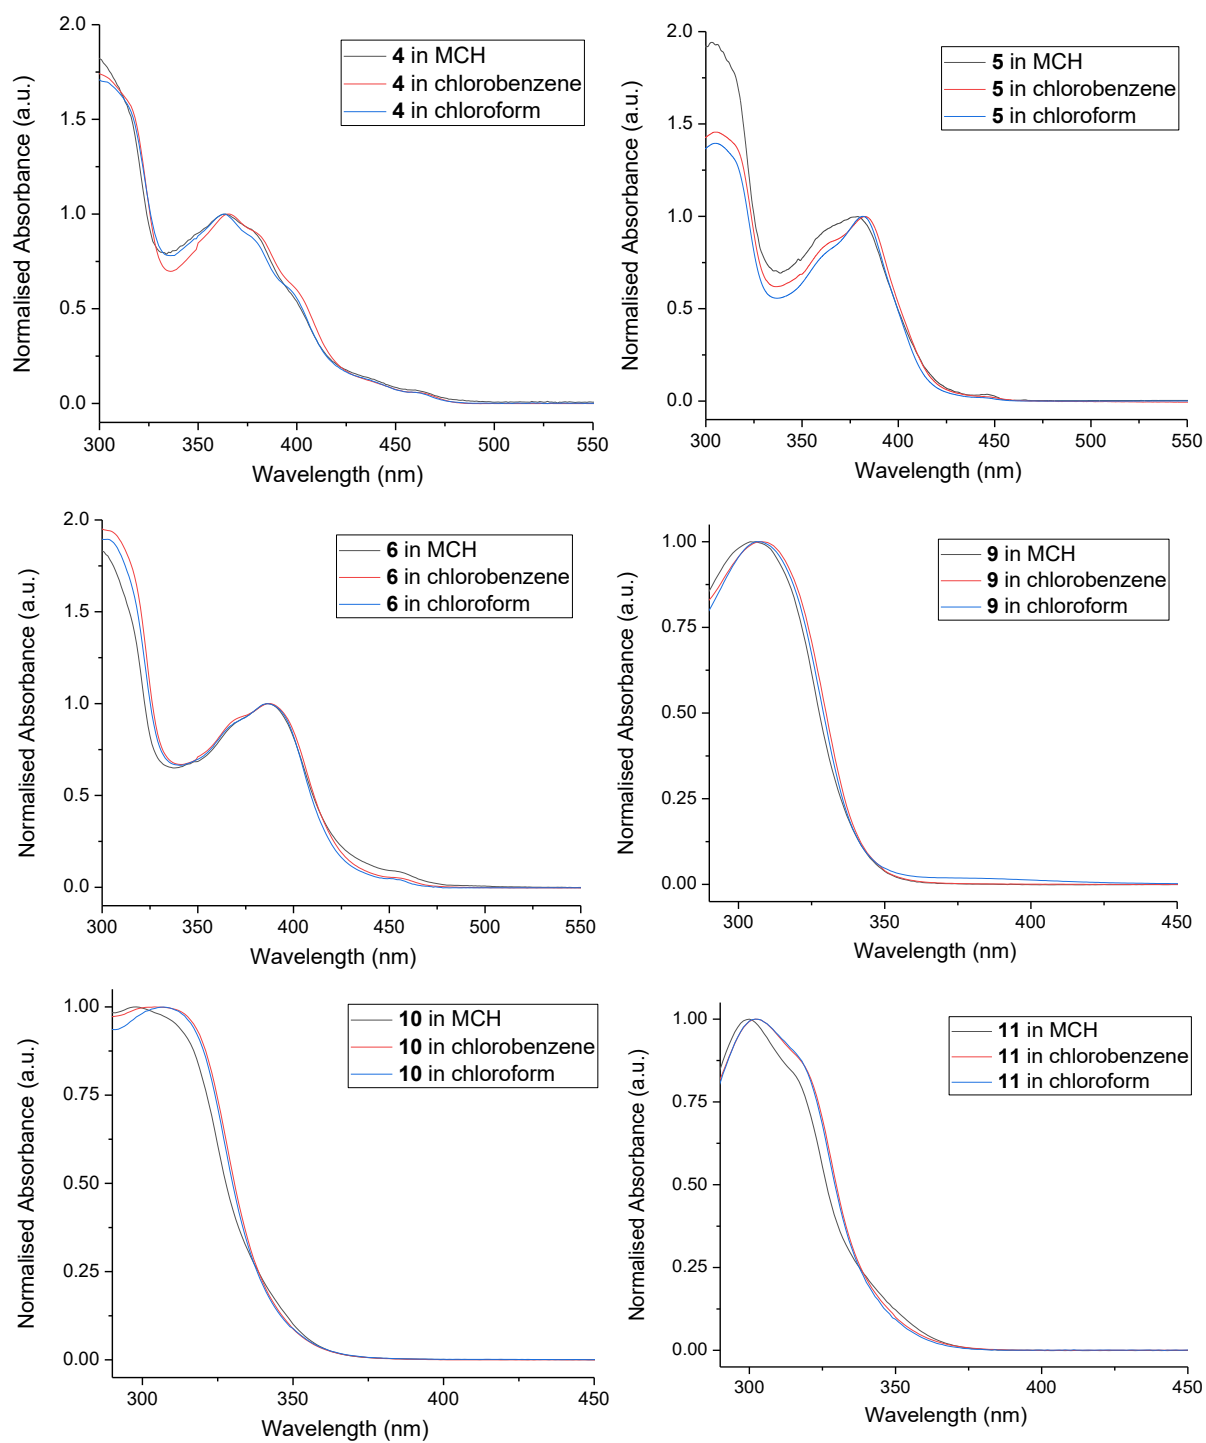 2.0
1.5
1.0
0.5
0.0
300
350
400
450
500
550
Normalised Absorbance (a.u.)
Wavelength (nm)
4 in MCH
4 in chlorobenzene
4 in chloroform
2.0
1.5
1.0
0.5
0.0
300
350
400
450
500
550
Normalised Absorbance (a.u.)
Wavelength (nm)
5 in MCH
5 in chlorobenzene
5 in chloroform
2.0
1.5
1.0
0.5
0.0
300
350
400
450
500
550
Normalised Absorbance (a.u.)
Wavelength (nm)
6 in MCH
6 in chlorobenzene
6 in chloroform
1.00
0.75
0.50
0.25
0.00
300
350
400
450
Normalised Absorbance (a.u.)
Wavelength (nm)
9 in MCH
9 in chlorobenzene
9 in chloroform
1.00
0.75
0.50
0.25
0.00
300
350
400
450
Normalised Absorbance (a.u.)
Wavelength (nm)
10 in MCH
10 in chlorobenzene
10 in chloroform
1.00
0.75
0.50
0.25
0.00
300
350
400
450
Normalised Absorbance (a.u.)
Wavelength (nm)
11 in MCH
11 in chlorobenzene
11 in chloroform